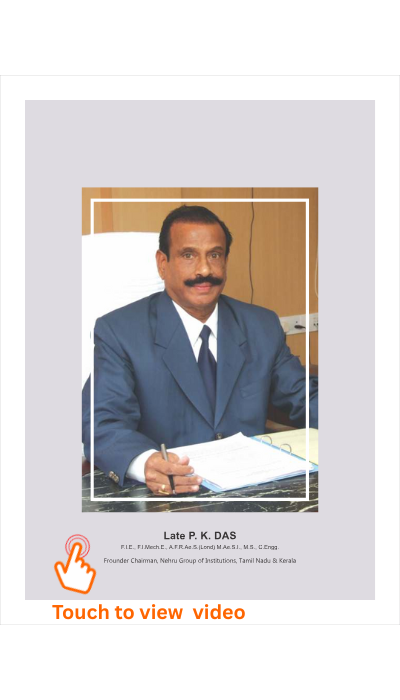 Late P. K. DAS
F.I.E., F.I.Mech.E., A.F.R.Ae.S.(Lond) M.Ae.S.I., M.S., C.Engg.
Frounder Chairman, Nehru Group of Institutions, Tamil Nadu & Kerala
Touch to view video